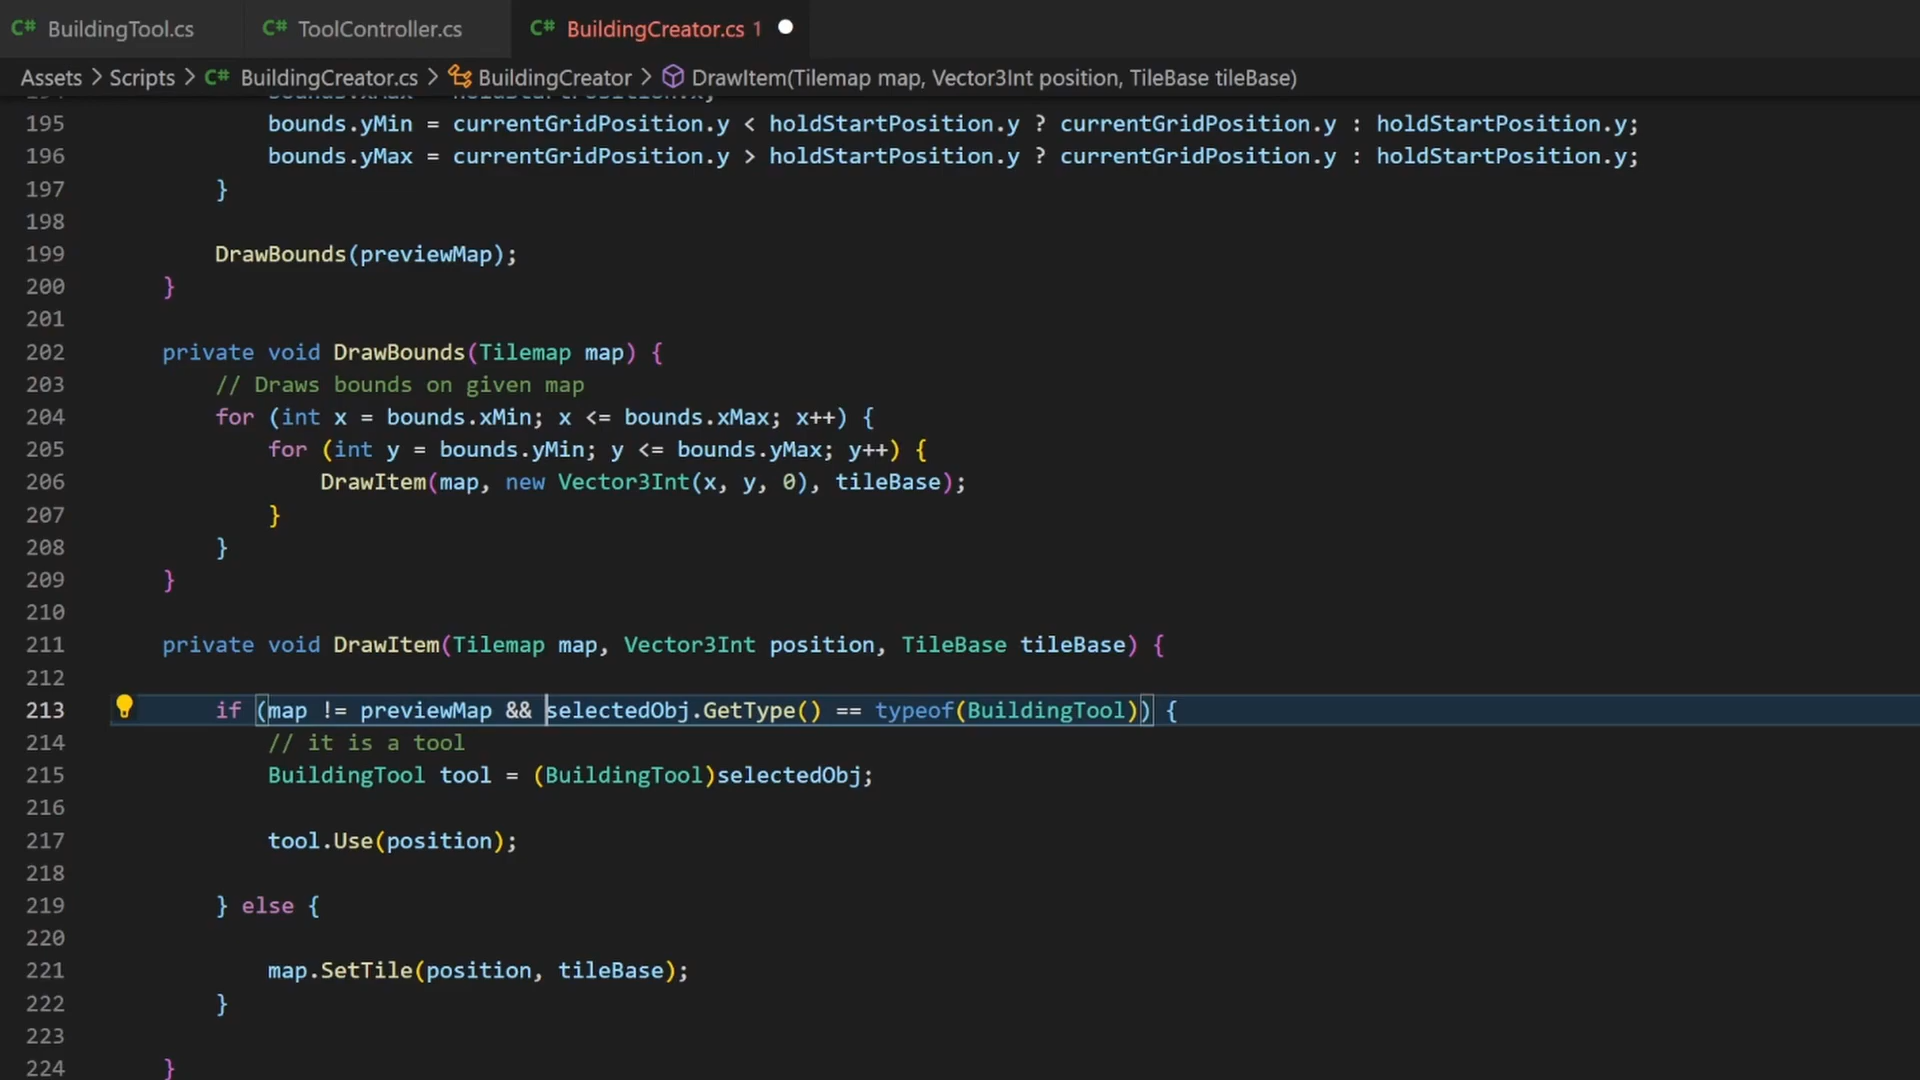 C# BuildingTool.cs C# ToolController.cs C# BuildingCreator.cs 1
Assets > Scripts > C# BuildingCreator.cs > BuildingCreator > DrawItem(Tilemap map, Vector3Int position, TileBase tileBase)
194 bounds.xMax = holdStartPosition.x;
195 bounds.yMin = currentGridPosition.y < holdStartPosition.y ? currentGridPosition.y : holdStartPosition.y;
196 bounds.yMax = currentGridPosition.y > holdStartPosition.y ? currentGridPosition.y : holdStartPosition.y;
197 }
198
199 DrawBounds(previewMap);
200 }
201
202 private void DrawBounds(Tilemap map) {
203 // Draws bounds on given map
204 for (int x = bounds.xMin; x <= bounds.xMax; x++) {
205 for (int y = bounds.yMin; y <= bounds.yMax; y++) {
206 DrawItem(map, new Vector3Int(x, y, 0), tileBase);
207 }
208 }
209 }
210
211 private void DrawItem(Tilemap map, Vector3Int position, TileBase tileBase) {
212
213 if (map != previewMap && selectedObj.GetType() == typeof(BuildingTool)) {
214 // it is a tool
215 BuildingTool tool = (BuildingTool)selectedObj;
216
217 tool.Use(position);
218
219 } else {
220
221 map.SetTile(position, tileBase);
222 }
223
224 }